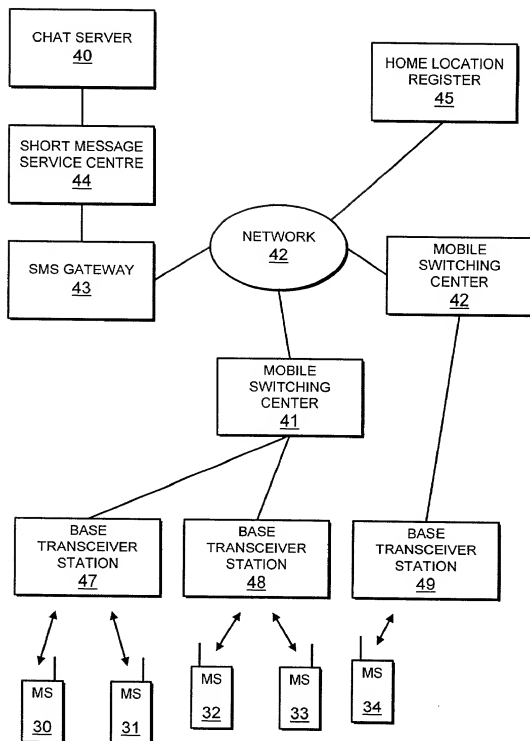 CHAT SERVER
40
HOME LOCATION
REGISTER
45
SHORT MESSAGE
SERVICE CENTRE
44
NETWORK
42
SMS GATEWAY
43
MOBILE
SWITCHING
CENTER
42
MOBILE
SWITCHING
CENTER
41
BASE
TRANSCEIVER
STATION
47
BASE
TRANSCEIVER
STATION
48
BASE
TRANSCEIVER
STATION
49
MS
30
MS
31
MS
32
MS
33
MS
34